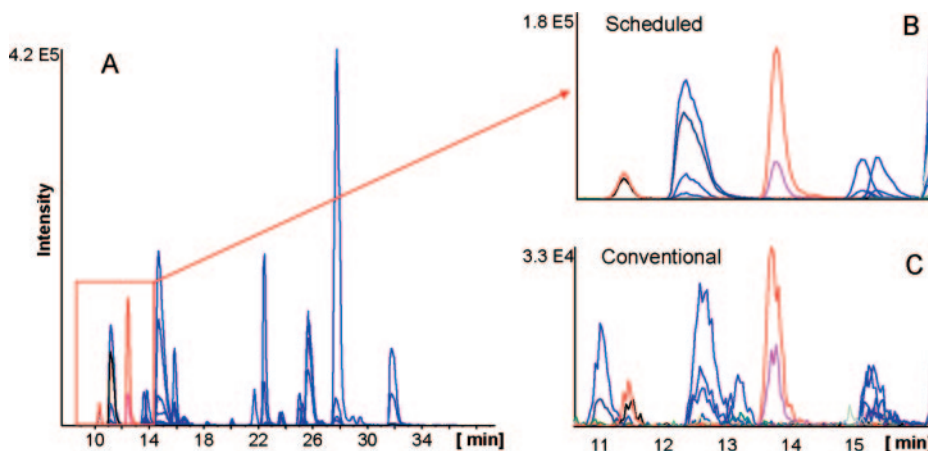 4.2 E5
A
Intensity
10 14 18 22 26 30 34 [ min]
1.8 E5
Scheduled
B
3.3 E4
Conventional
C
11 12 13 14 15 [ min]